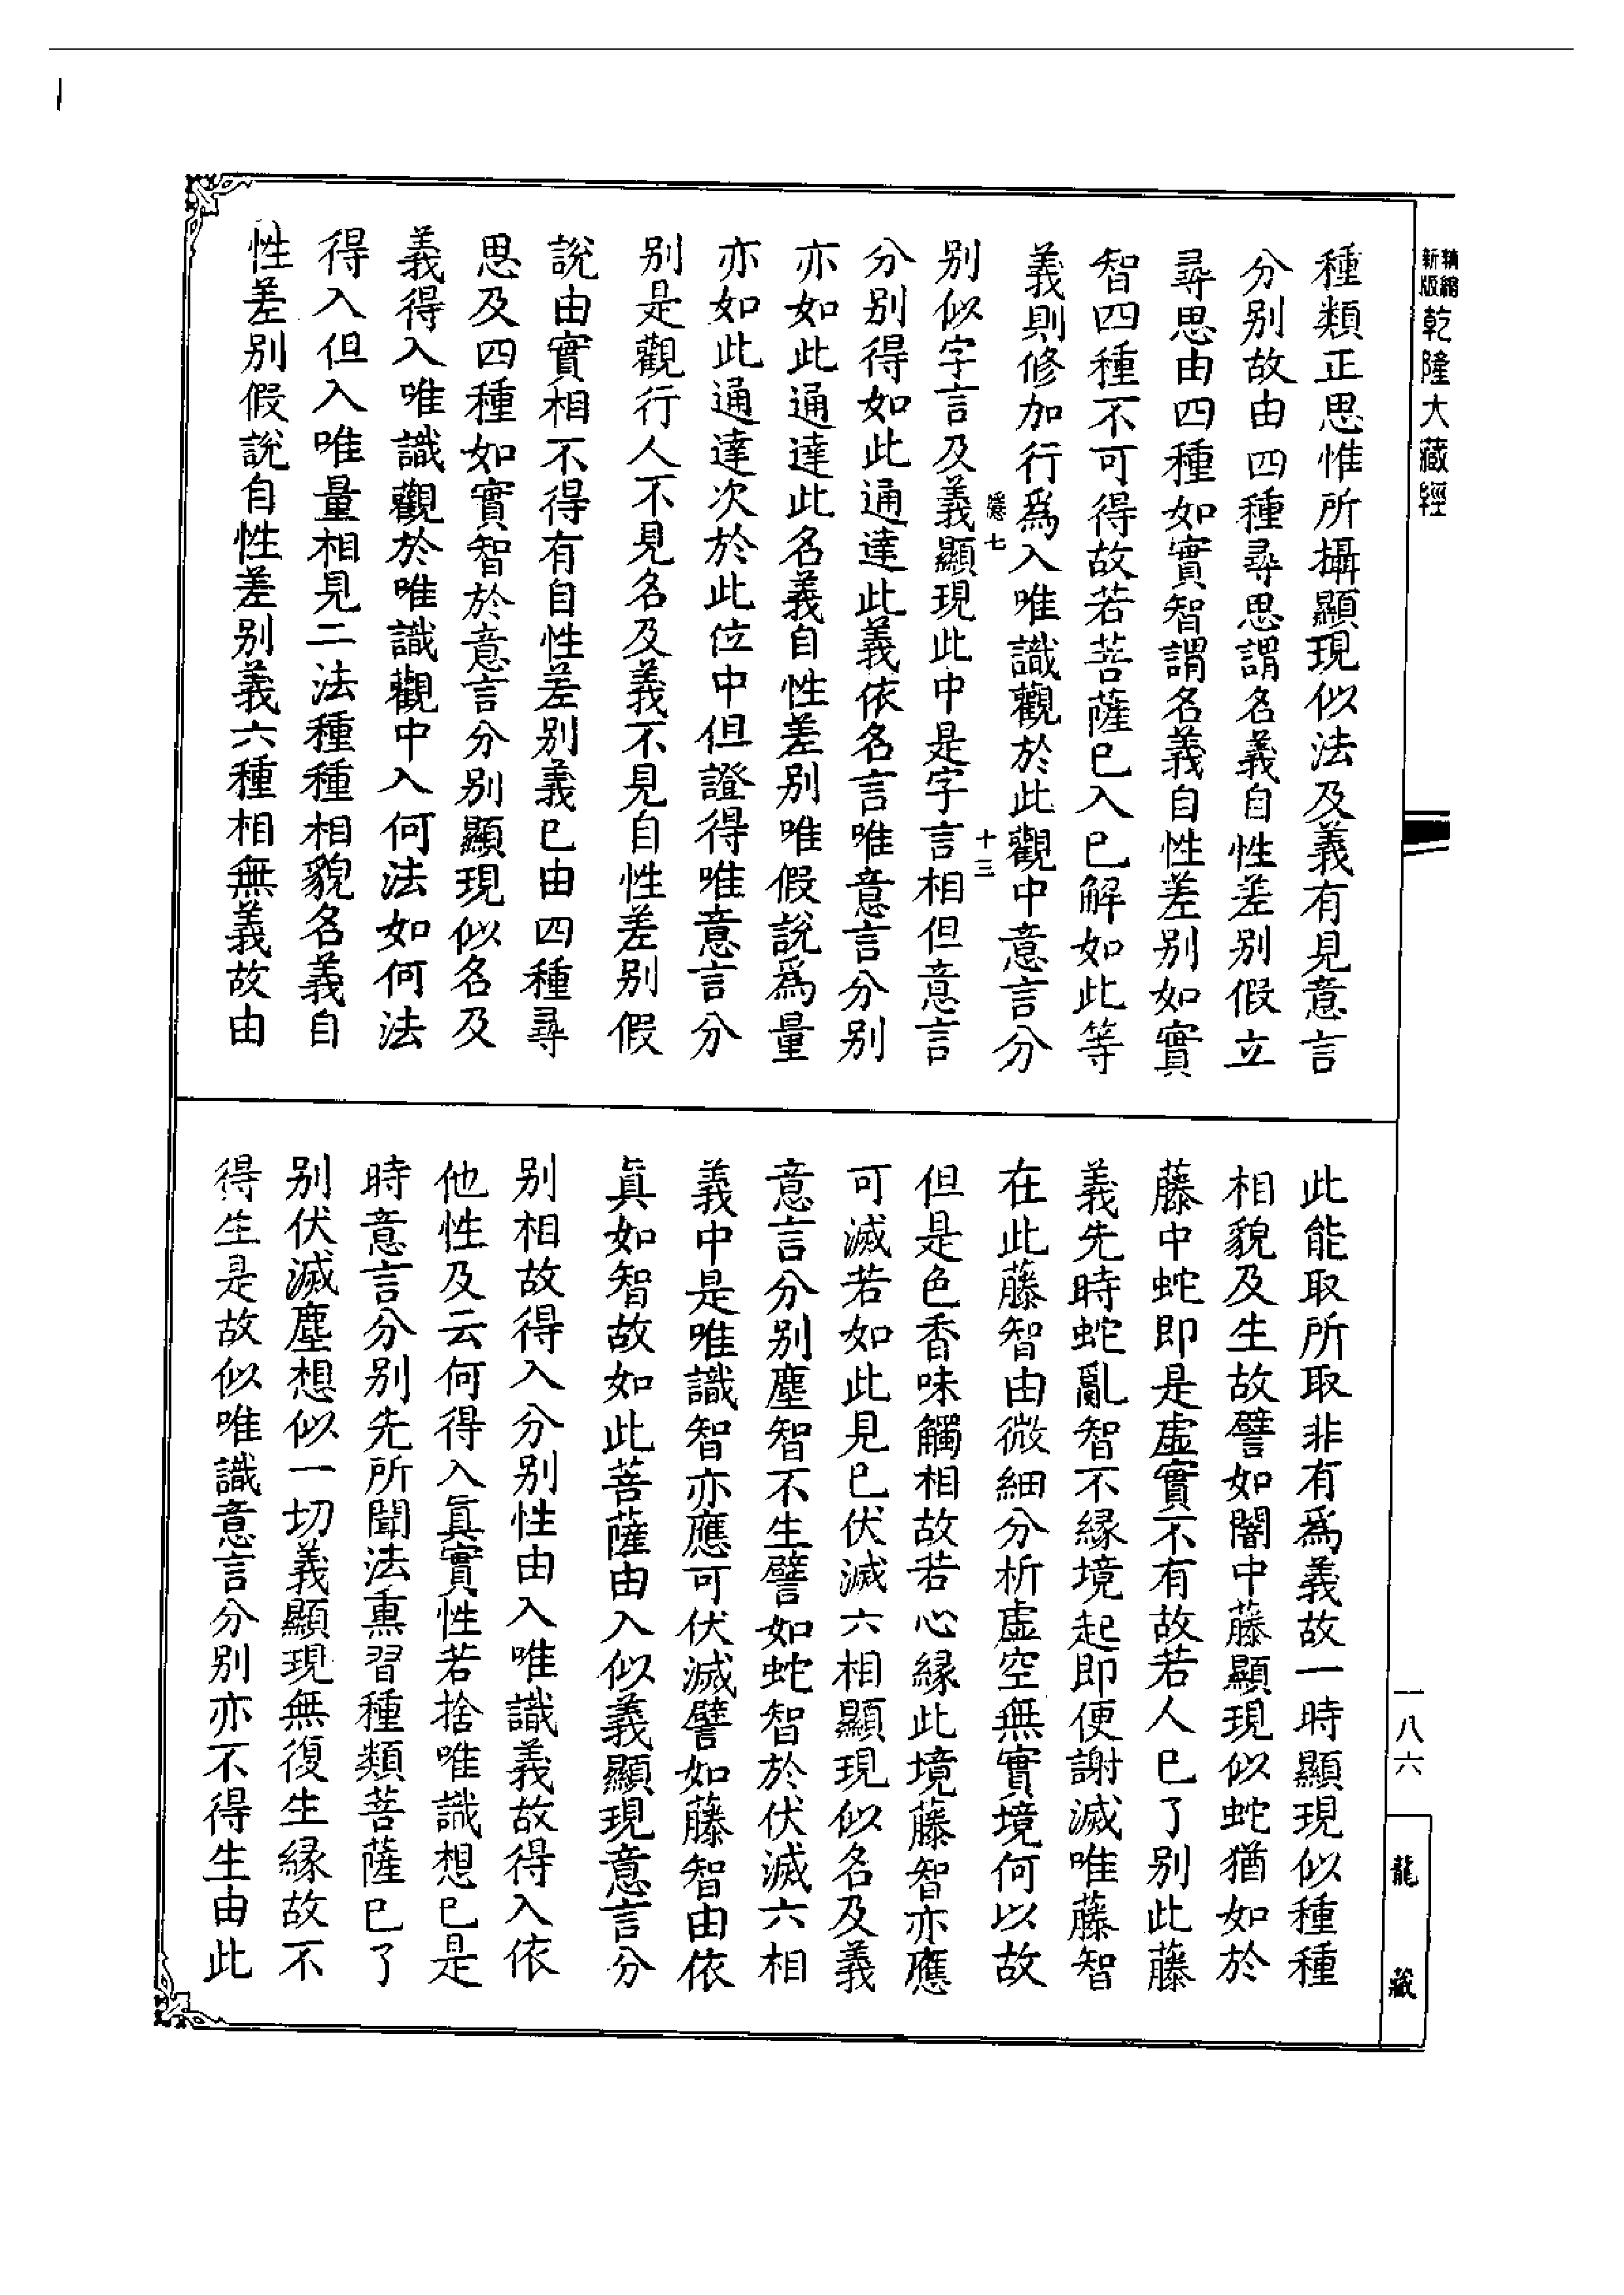 新版精縮乾隆大藏經
種類正思惟所攝顯現似法及義有見意言
分別故由四種尋思謂名義自性差別假立
尋思由四種如實智謂名義自性差別如實
智四種不可得故若菩薩已入已解如此等
義則修加行爲入唯識觀於此觀中意言分
七 十三
別似字言及義顯現此中是字言相但意言
分別得如此通達此義依名言唯意言分別
亦如此通達此名義自性差別唯假說爲量
亦如此通達次於此位中但證得唯意言分
別是觀行人不見名及義不見自性差別假
說由實相不得有自性差別義已由四種尋
思及四種如實智於意言分別顯現似名及
義得入唯識觀於唯識觀中入何法如何法
得入但入唯量相見二法種種相貌名義自
性差別假說自性差別義六種相無義故由
此能取所取非有爲義故一時顯現似種種
相貌及生故譬如闇中藤顯現似蛇猶如於
藤中蛇即是虛實不有故若人已了別此藤
義先時蛇亂智不緣境起即便謝滅唯藤智
在此藤智由微細分析虛空無實境何以故
但是色香味觸相故若心緣此境藤智亦應
可滅若如此見已伏滅六相顯現似名及義
意言分別塵智不生譬如蛇智於伏滅六相
義中是唯識智亦應可伏滅譬如藤智由依
眞如智故如此菩薩由入似義顯現意言分
別相故得入分別性由入唯識義故得入依
他性及云何得入眞實性若捨唯識想已是
時意言分別先所聞法熏習種類菩薩已了
別伏滅塵想似一切義顯現無復生緣故不
得生是故似唯識意言分別亦不得生由此
一八六
龍藏